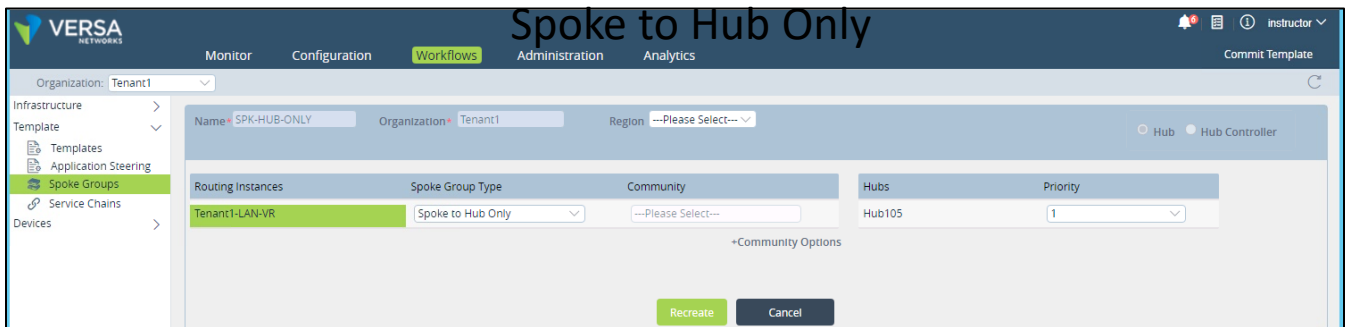 Spoke to Hub Only
VERSA
NETWORKS
6
instructor
Monitor Configuration Workflows Administration Analytics Commit Template
Organization: Tenant1
Infrastructure
Template
Templates
Application Steering
Spoke Groups
Service Chains
Devices
Name* SPK-HUB-ONLY Organization* Tenant1 Region ---Please Select--- Hub Hub Controller
Routing Instances Spoke Group Type Community Hubs Priority
Tenant1-LAN-VR Spoke to Hub Only ---Please Select--- Hub105 1
+Community Options
Recreate Cancel